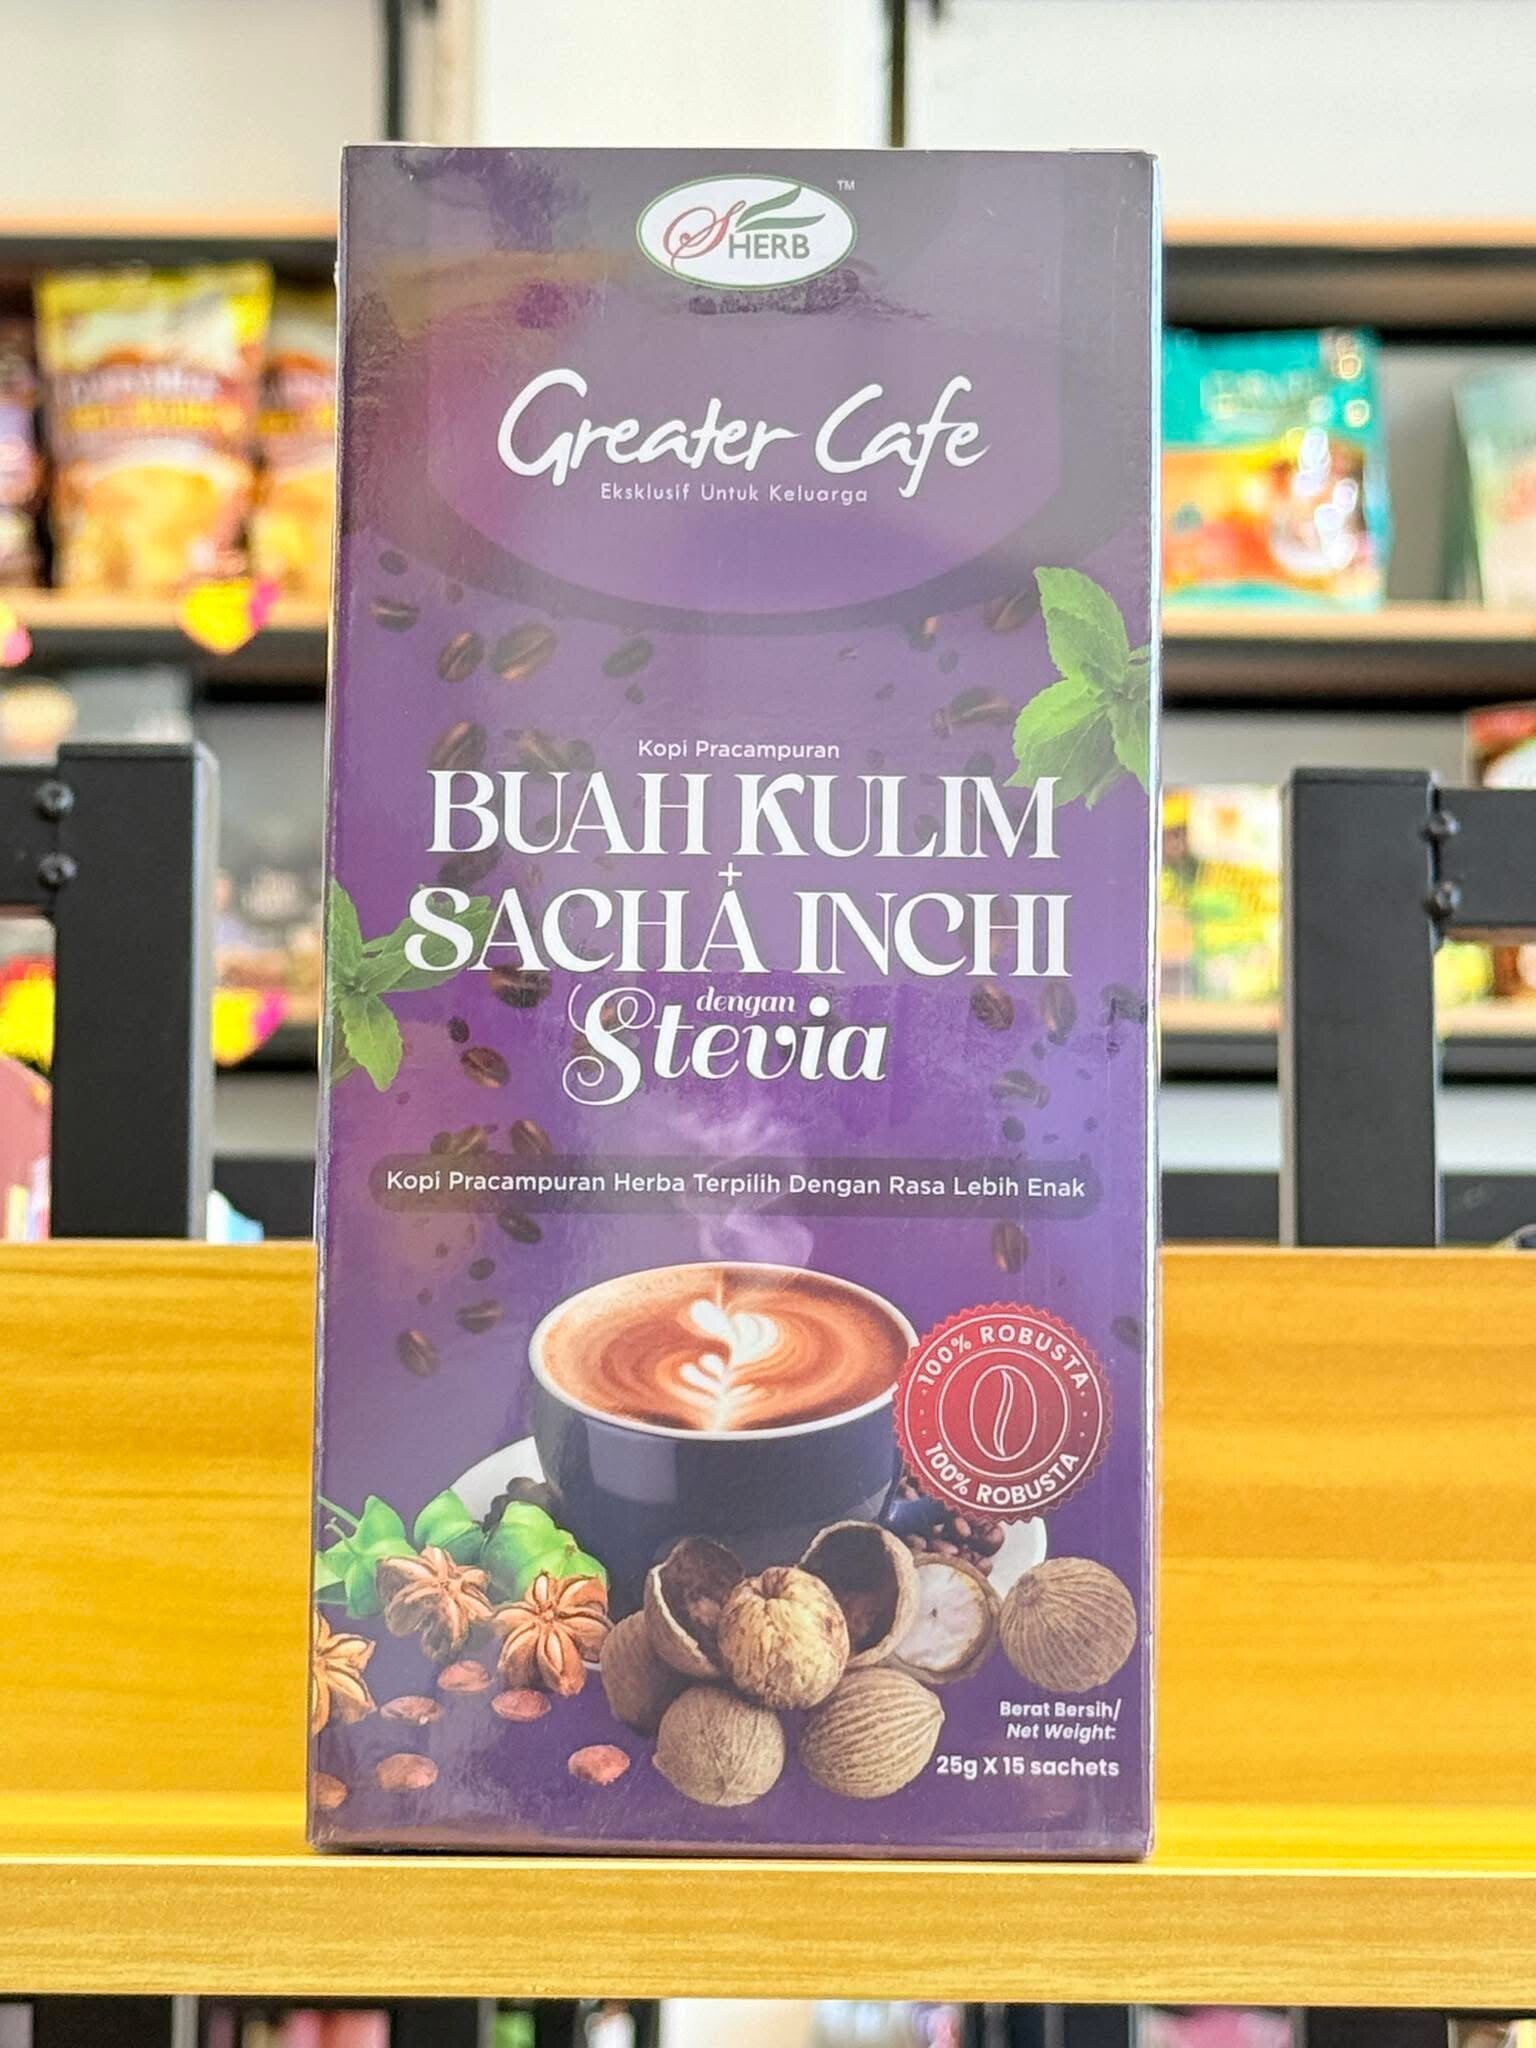 SHERB
TM
Greater Cafe
Eksklusif Untuk Keluarga
Kopi Pracampuran
BUAH KULIM
+
SACHA INCHI
dengan
Stevia
Kopi Pracampuran Herba Terpilih Dengan Rasa Lebih Enak
100% ROBUSTA
100% ROBUSTA
Berat Bersih/
Net Weight:
25g X 15 sachets